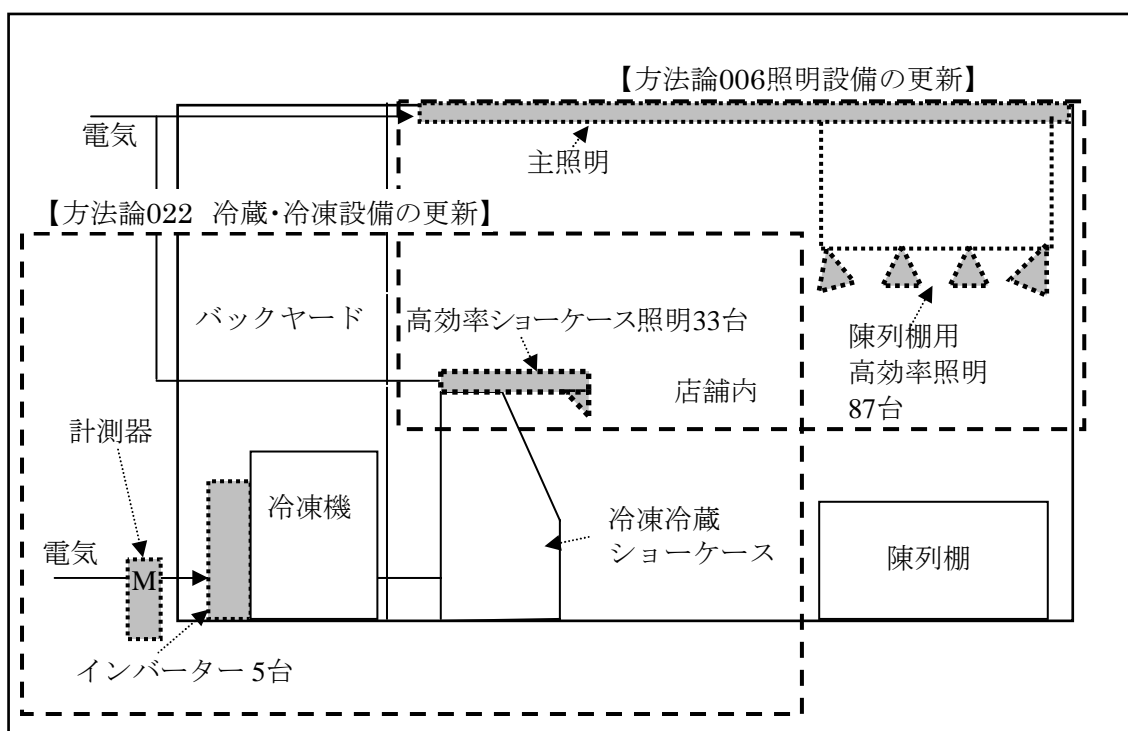 【方法論006照明設備の更新】
電気
主照明
【方法論022 冷蔵・冷凍設備の更新】
バックヤード
高効率ショーケース照明33台
陳列棚用
高効率照明
87台
店舗内
計測器
冷凍機
冷凍冷蔵
ショーケース
陳列棚
電気
M
インバーター 5台